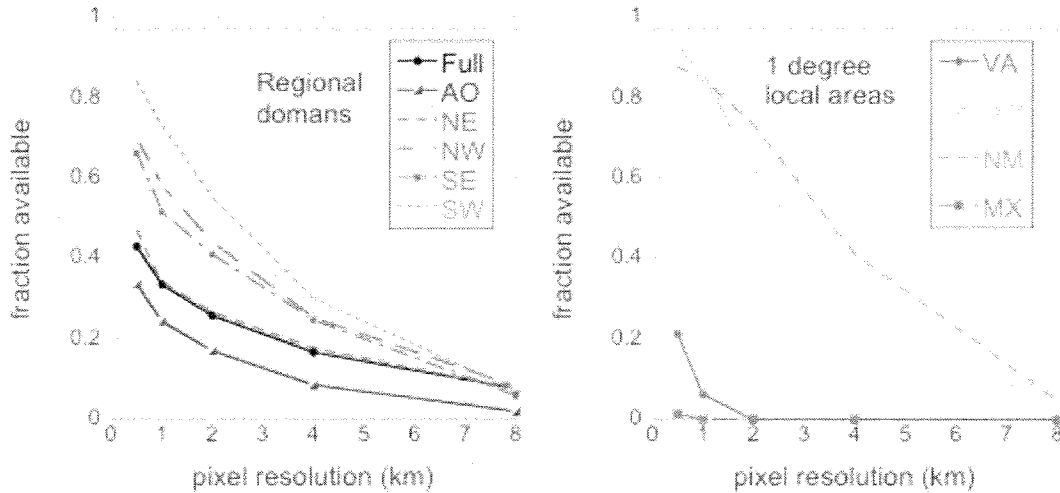 1
0.8
0.6
0.4
0.2
0
fraction available
Regional
domans
Full
AO
NE
NW
SE
SW
0 1 2 3 4 5 6 7 8
pixel resolution (km)
1
0.8
0.6
0.4
0.2
0
fraction available
1 degree
local areas
VA
NM
MX
0 1 2 3 4 5 6 7 8
pixel resolution (km)